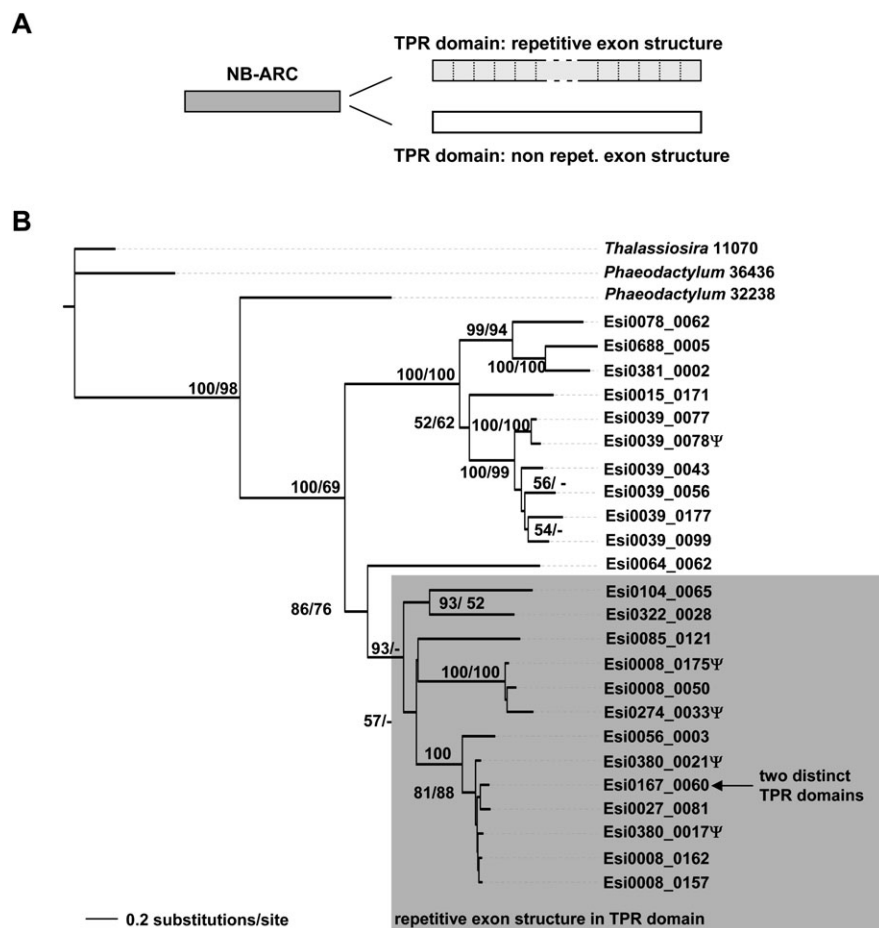 A
TPR domain: repetitive exon structure
NB-ARC
TPR domain: non repet. exon structure
B
Thalassiosira 11070
Phaeodactylum 36436
Phaeodactylum 32238
Esi0078_0062
99/94
Esi0688_0005
100/100
Esi0381_0002
100/100
100/98
Esi0015_0171
52/62
100/100
Esi0039_0077
Esi0039_0078Ψ
100/99
Esi0039_0043
56/ -
Esi0039_0056
100/69
Esi0039_0177
54/-
Esi0039_0099
Esi0064_0062
Esi0104_0065
86/76
93/ 52
Esi0322_0028
Esi0085_0121
93/-
Esi0008_0175Ψ
100/100
Esi0008_0050
Esi0274_0033Ψ
57/-
Esi0056_0003
100
Esi0380_0021Ψ
Esi0167_0060
two distinct
TPR domains
81/88
Esi0027_0081
Esi0380_0017Ψ
Esi0008_0162
Esi0008_0157
0.2 substitutions/site
repetitive exon structure in TPR domain